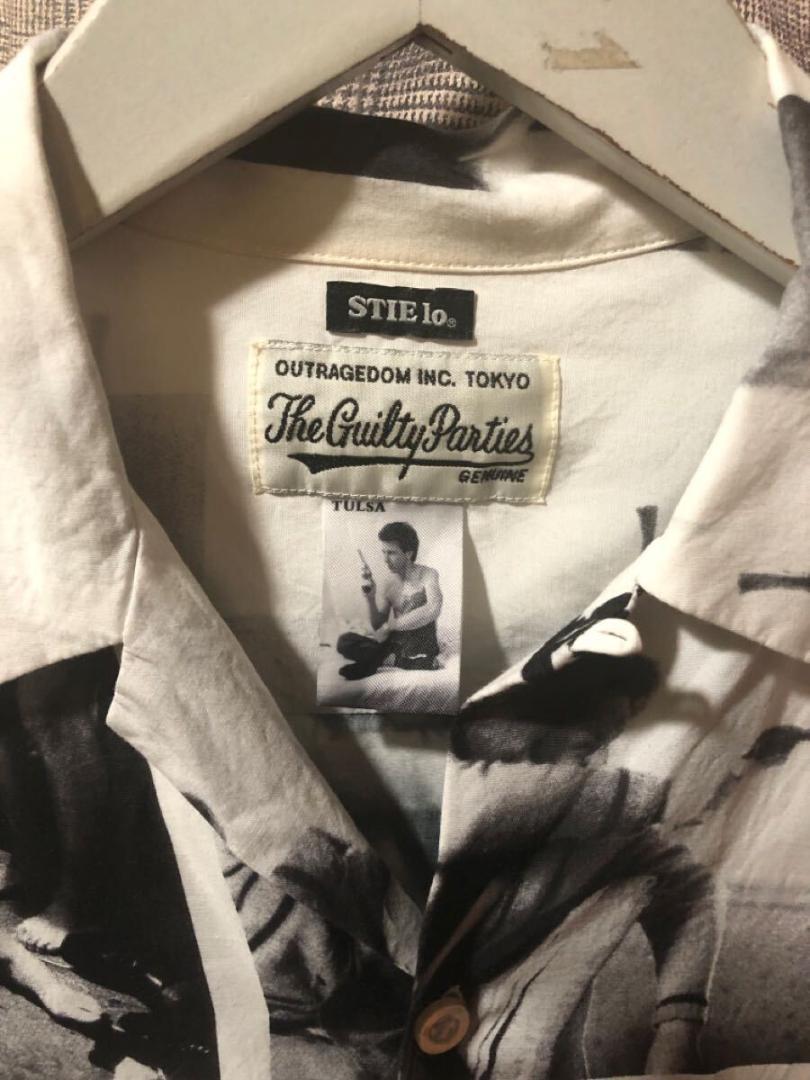 STIE lo®
OUTRAGEDOM INC. TOKYO
The Guilty Parties
GENUINE
TULSA